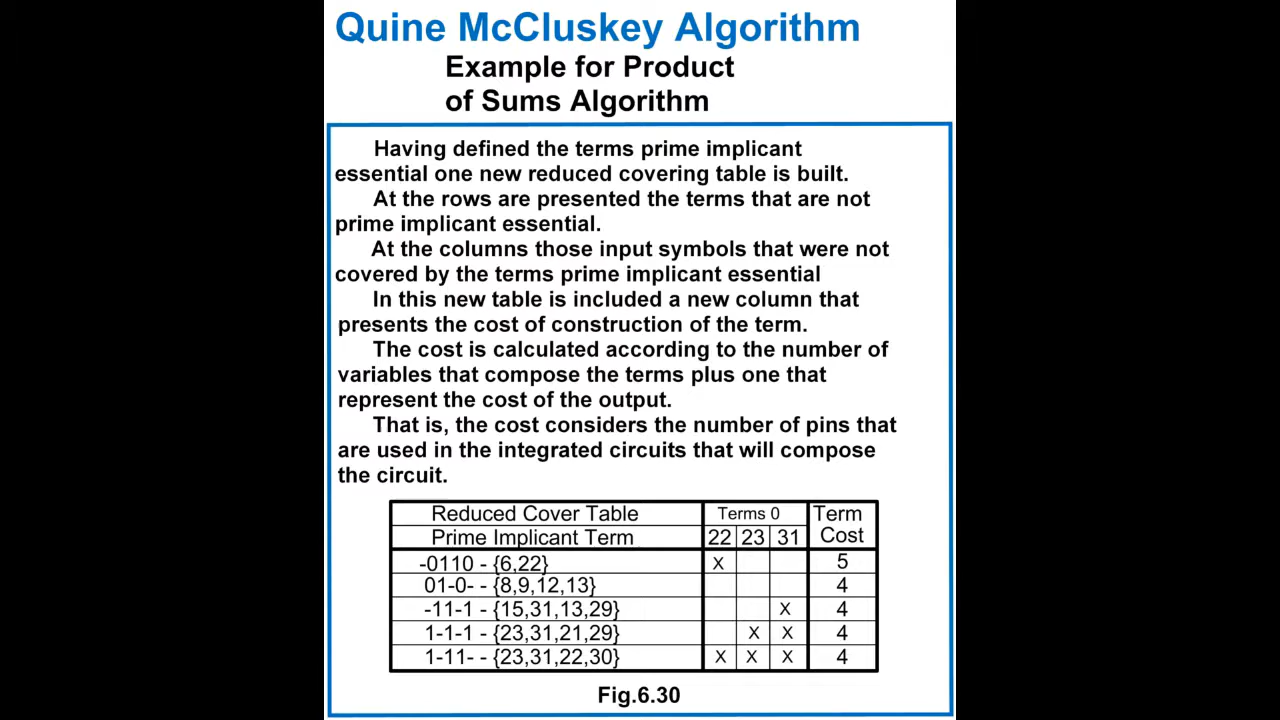 Quine McCluskey Algorithm
Example for Product
of Sums Algorithm
Having defined the terms prime implicant
essential one new reduced covering table is built.
At the rows are presented the terms that are not
prime implicant essential.
At the columns those input symbols that were not
covered by the terms prime implicant essential
In this new table is included a new column that
presents the cost of construction of the term.
The cost is calculated according to the number of
variables that compose the terms plus one that
represent the cost of the output.
That is, the cost considers the number of pins that
are used in the integrated circuits that will compose
the circuit.
Reduced Cover Table Terms 0 Term
Prime Implicant Term 22 23 31 Cost
-0110 - {6,22} X 5
01-0- - {8,9,12,13} 4
-11-1 - {15,31,13,29} X 4
1-1-1 - {23,31,21,29} X X 4
1-11- - {23,31,22,30} X X X 4
Fig.6.30